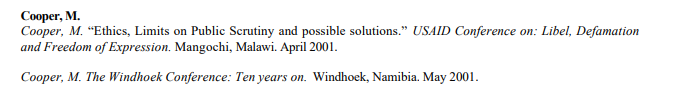 Cooper, M.
Cooper, M. “Ethics, Limits on Public Scrutiny and possible solutions.” USAID Conference on: Libel, Defamation
and Freedom of Expression. Mangochi, Malawi. April 2001.
Cooper, M. The Windhoek Conference: Ten years on. Windhoek, Namibia. May 2001.